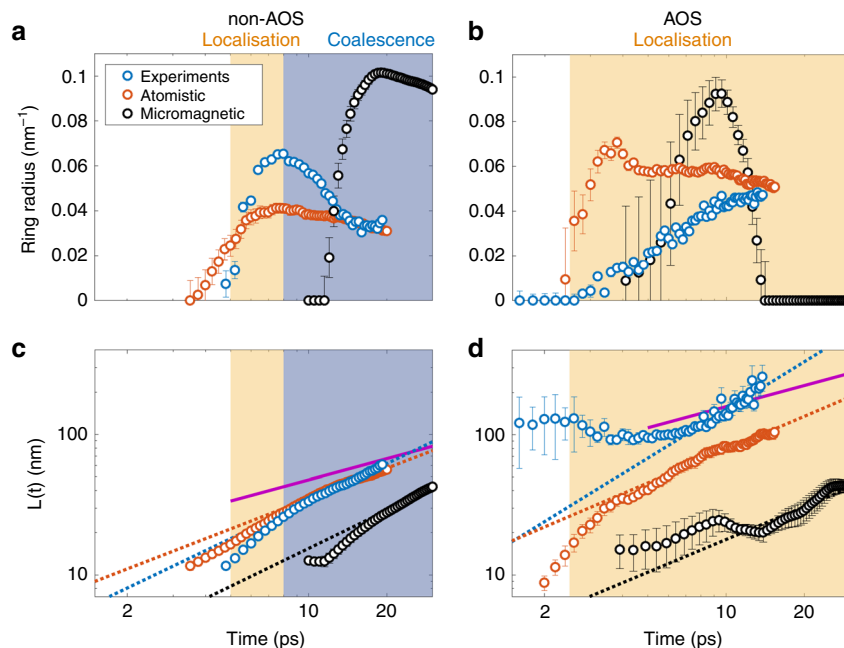 a
non-AOS
Localisation
Coalescence
b
AOS
Localisation
Experiments
Atomistic
Micromagnetic
Ring radius (nm⁻¹)
0.1
0.08
0.06
0.04
0.02
0
0.1
0.08
0.06
0.04
0.02
0
c
d
L(t) (nm)
100
10
2
10
20
Time (ps)
100
10
2
10
20
Time (ps)